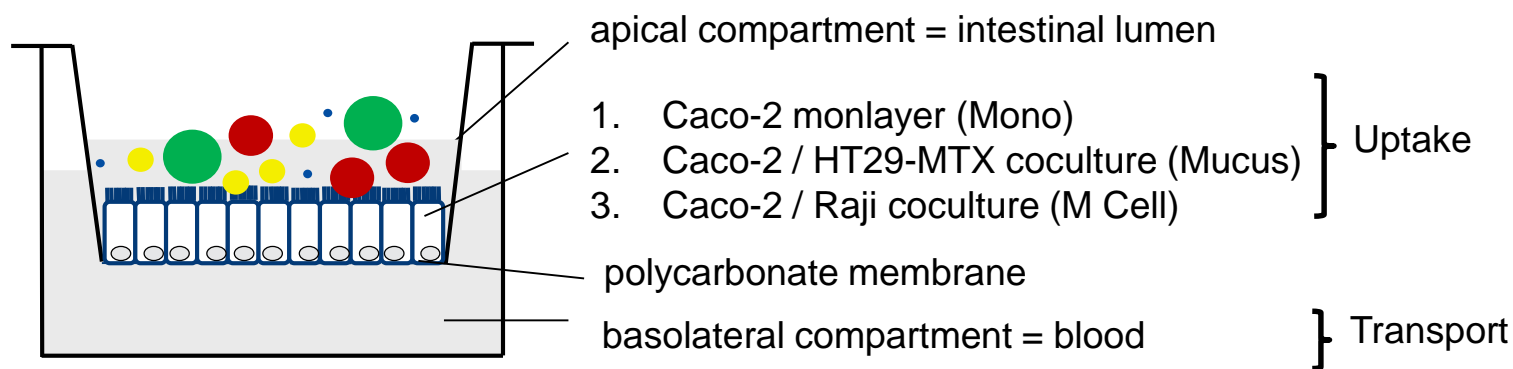 apical compartment = intestinal lumen
1. Caco-2 monlayer (Mono)
2. Caco-2 / HT29-MTX coculture (Mucus)
3. Caco-2 / Raji coculture (M Cell)
Uptake
polycarbonate membrane
basolateral compartment = blood
Transport